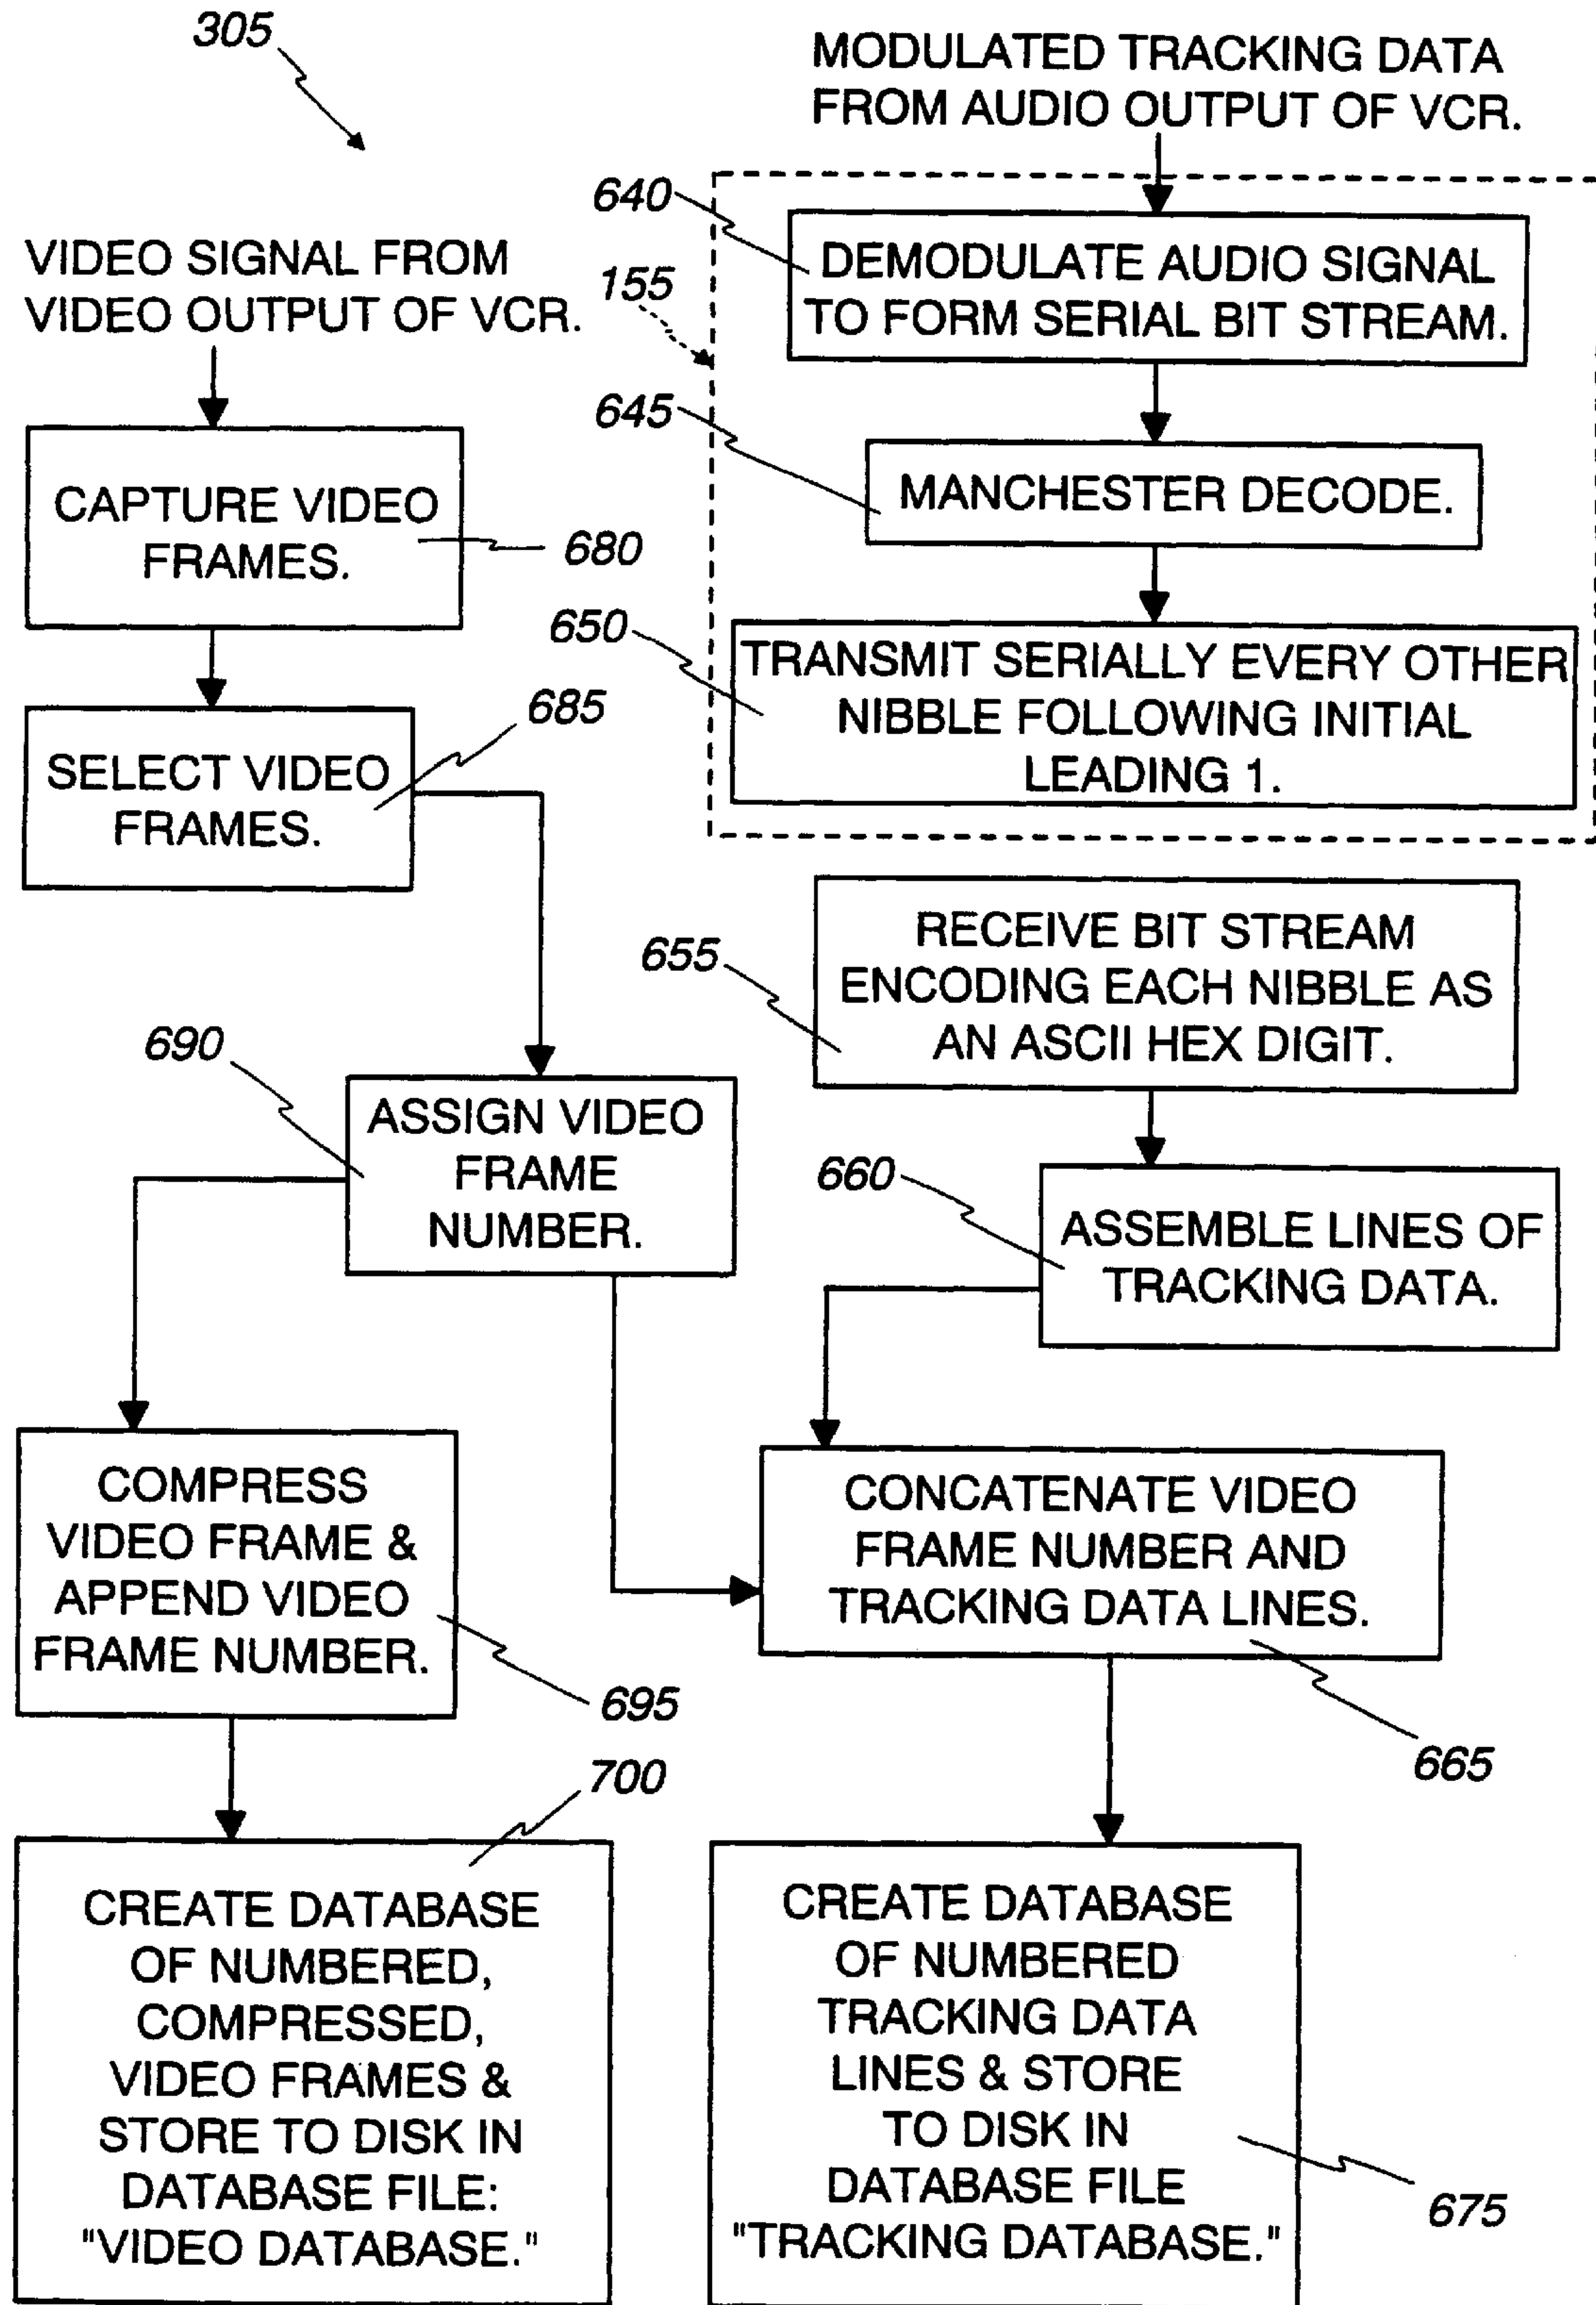 305
MODULATED TRACKING DATA
FROM AUDIO OUTPUT OF VCR.
VIDEO SIGNAL FROM
VIDEO OUTPUT OF VCR.
155
640
DEMODULATE AUDIO SIGNAL
TO FORM SERIAL BIT STREAM.
645
MANCHESTER DECODE.
CAPTURE VIDEO
FRAMES.
680
650
TRANSMIT SERIALLY EVERY OTHER
NIBBLE FOLLOWING INITIAL
LEADING 1.
685
SELECT VIDEO
FRAMES.
655
RECEIVE BIT STREAM
ENCODING EACH NIBBLE AS
AN ASCII HEX DIGIT.
690
ASSIGN VIDEO
FRAME
NUMBER.
660
ASSEMBLE LINES OF
TRACKING DATA.
COMPRESS
VIDEO FRAME &
APPEND VIDEO
FRAME NUMBER.
695
CONCATENATE VIDEO
FRAME NUMBER AND
TRACKING DATA LINES.
665
700
CREATE DATABASE
OF NUMBERED,
COMPRESSED,
VIDEO FRAMES &
STORE TO DISK IN
DATABASE FILE:
"VIDEO DATABASE."
CREATE DATABASE
OF NUMBERED
TRACKING DATA
LINES & STORE
TO DISK IN
DATABASE FILE
"TRACKING DATABASE."
675